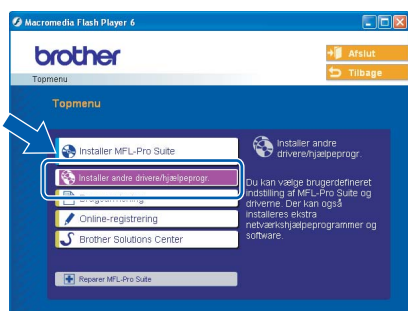 Macromedia Flash Player 6
brother
Afslut
Tilbage
Topmenu
Topmenu
Installer MFL-Pro Suite
Installer andre drivere/hjælpeprogr.
Brugsanvisning
Online-registrering
Brother Solutions Center
Reparer MFL-Pro Suite
Installer andre
drivere/hjælpeprogr.
Du kan vælge brugerdefineret
indstilling af MFL-Pro Suite og
driverne. Der kan også
installeres ekstra
netværkshjælpeprogrammer og
software.